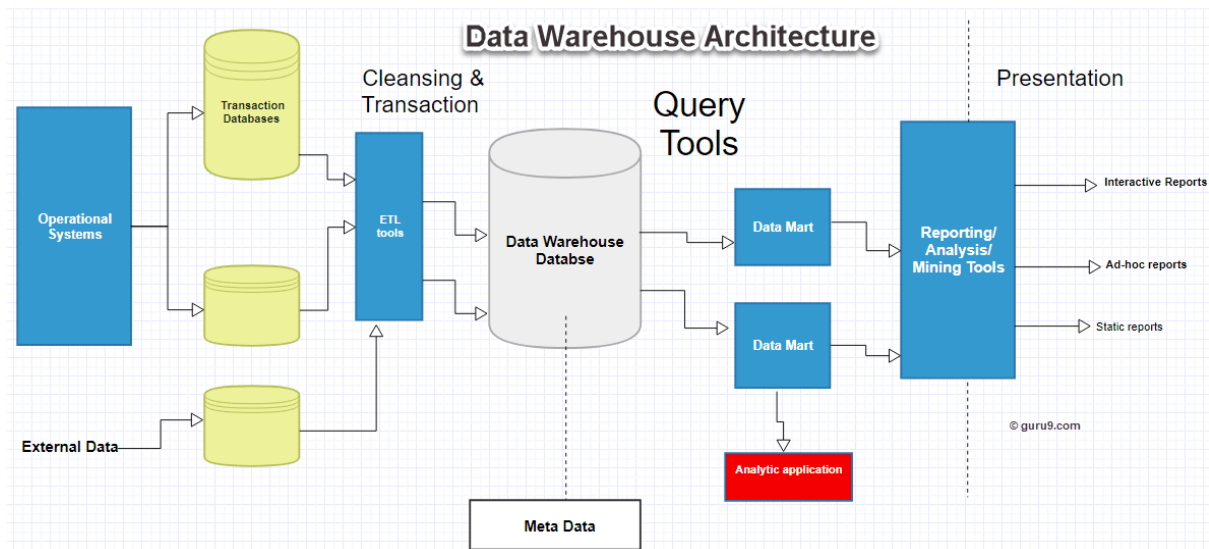 Data Warehouse Architecture
Cleansing &
Transaction
Query
Tools
Presentation
Transaction
Databases
Operational
Systems
ETL
tools
Data Warehouse
Databse
Data Mart
Data Mart
Reporting/
Analysis/
Mining Tools
Interactive Reports
Ad-hoc reports
Static reports
External Data
Analytic application
Meta Data
© guru9.com